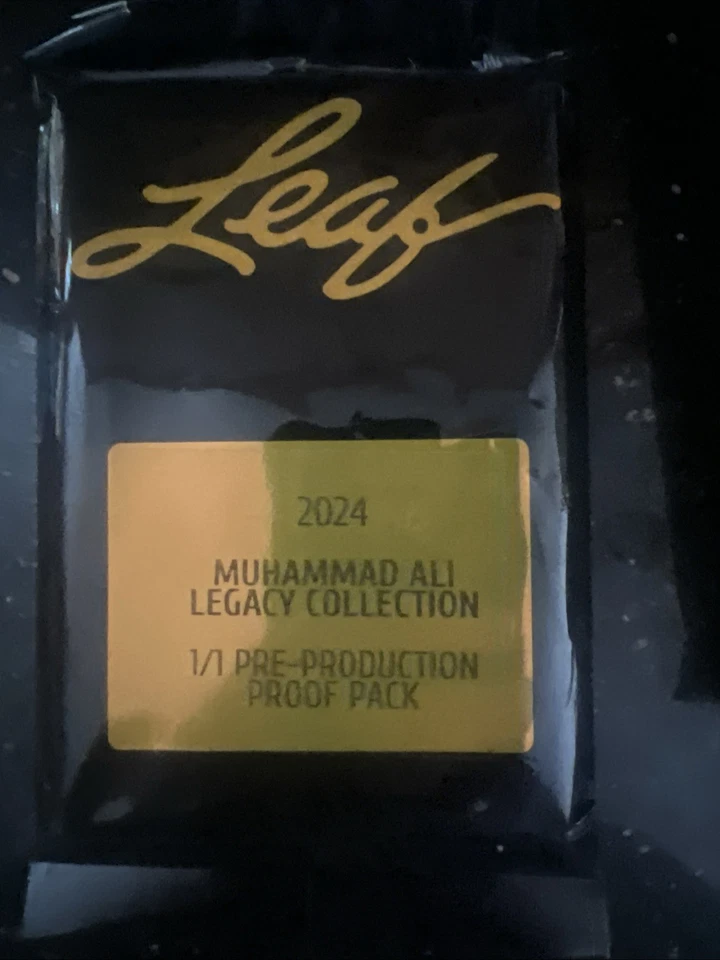 Leaf
2024
MUHAMMAD ALI
LEGACY COLLECTION
1/1 PRE-PRODUCTION
PROOF PACK